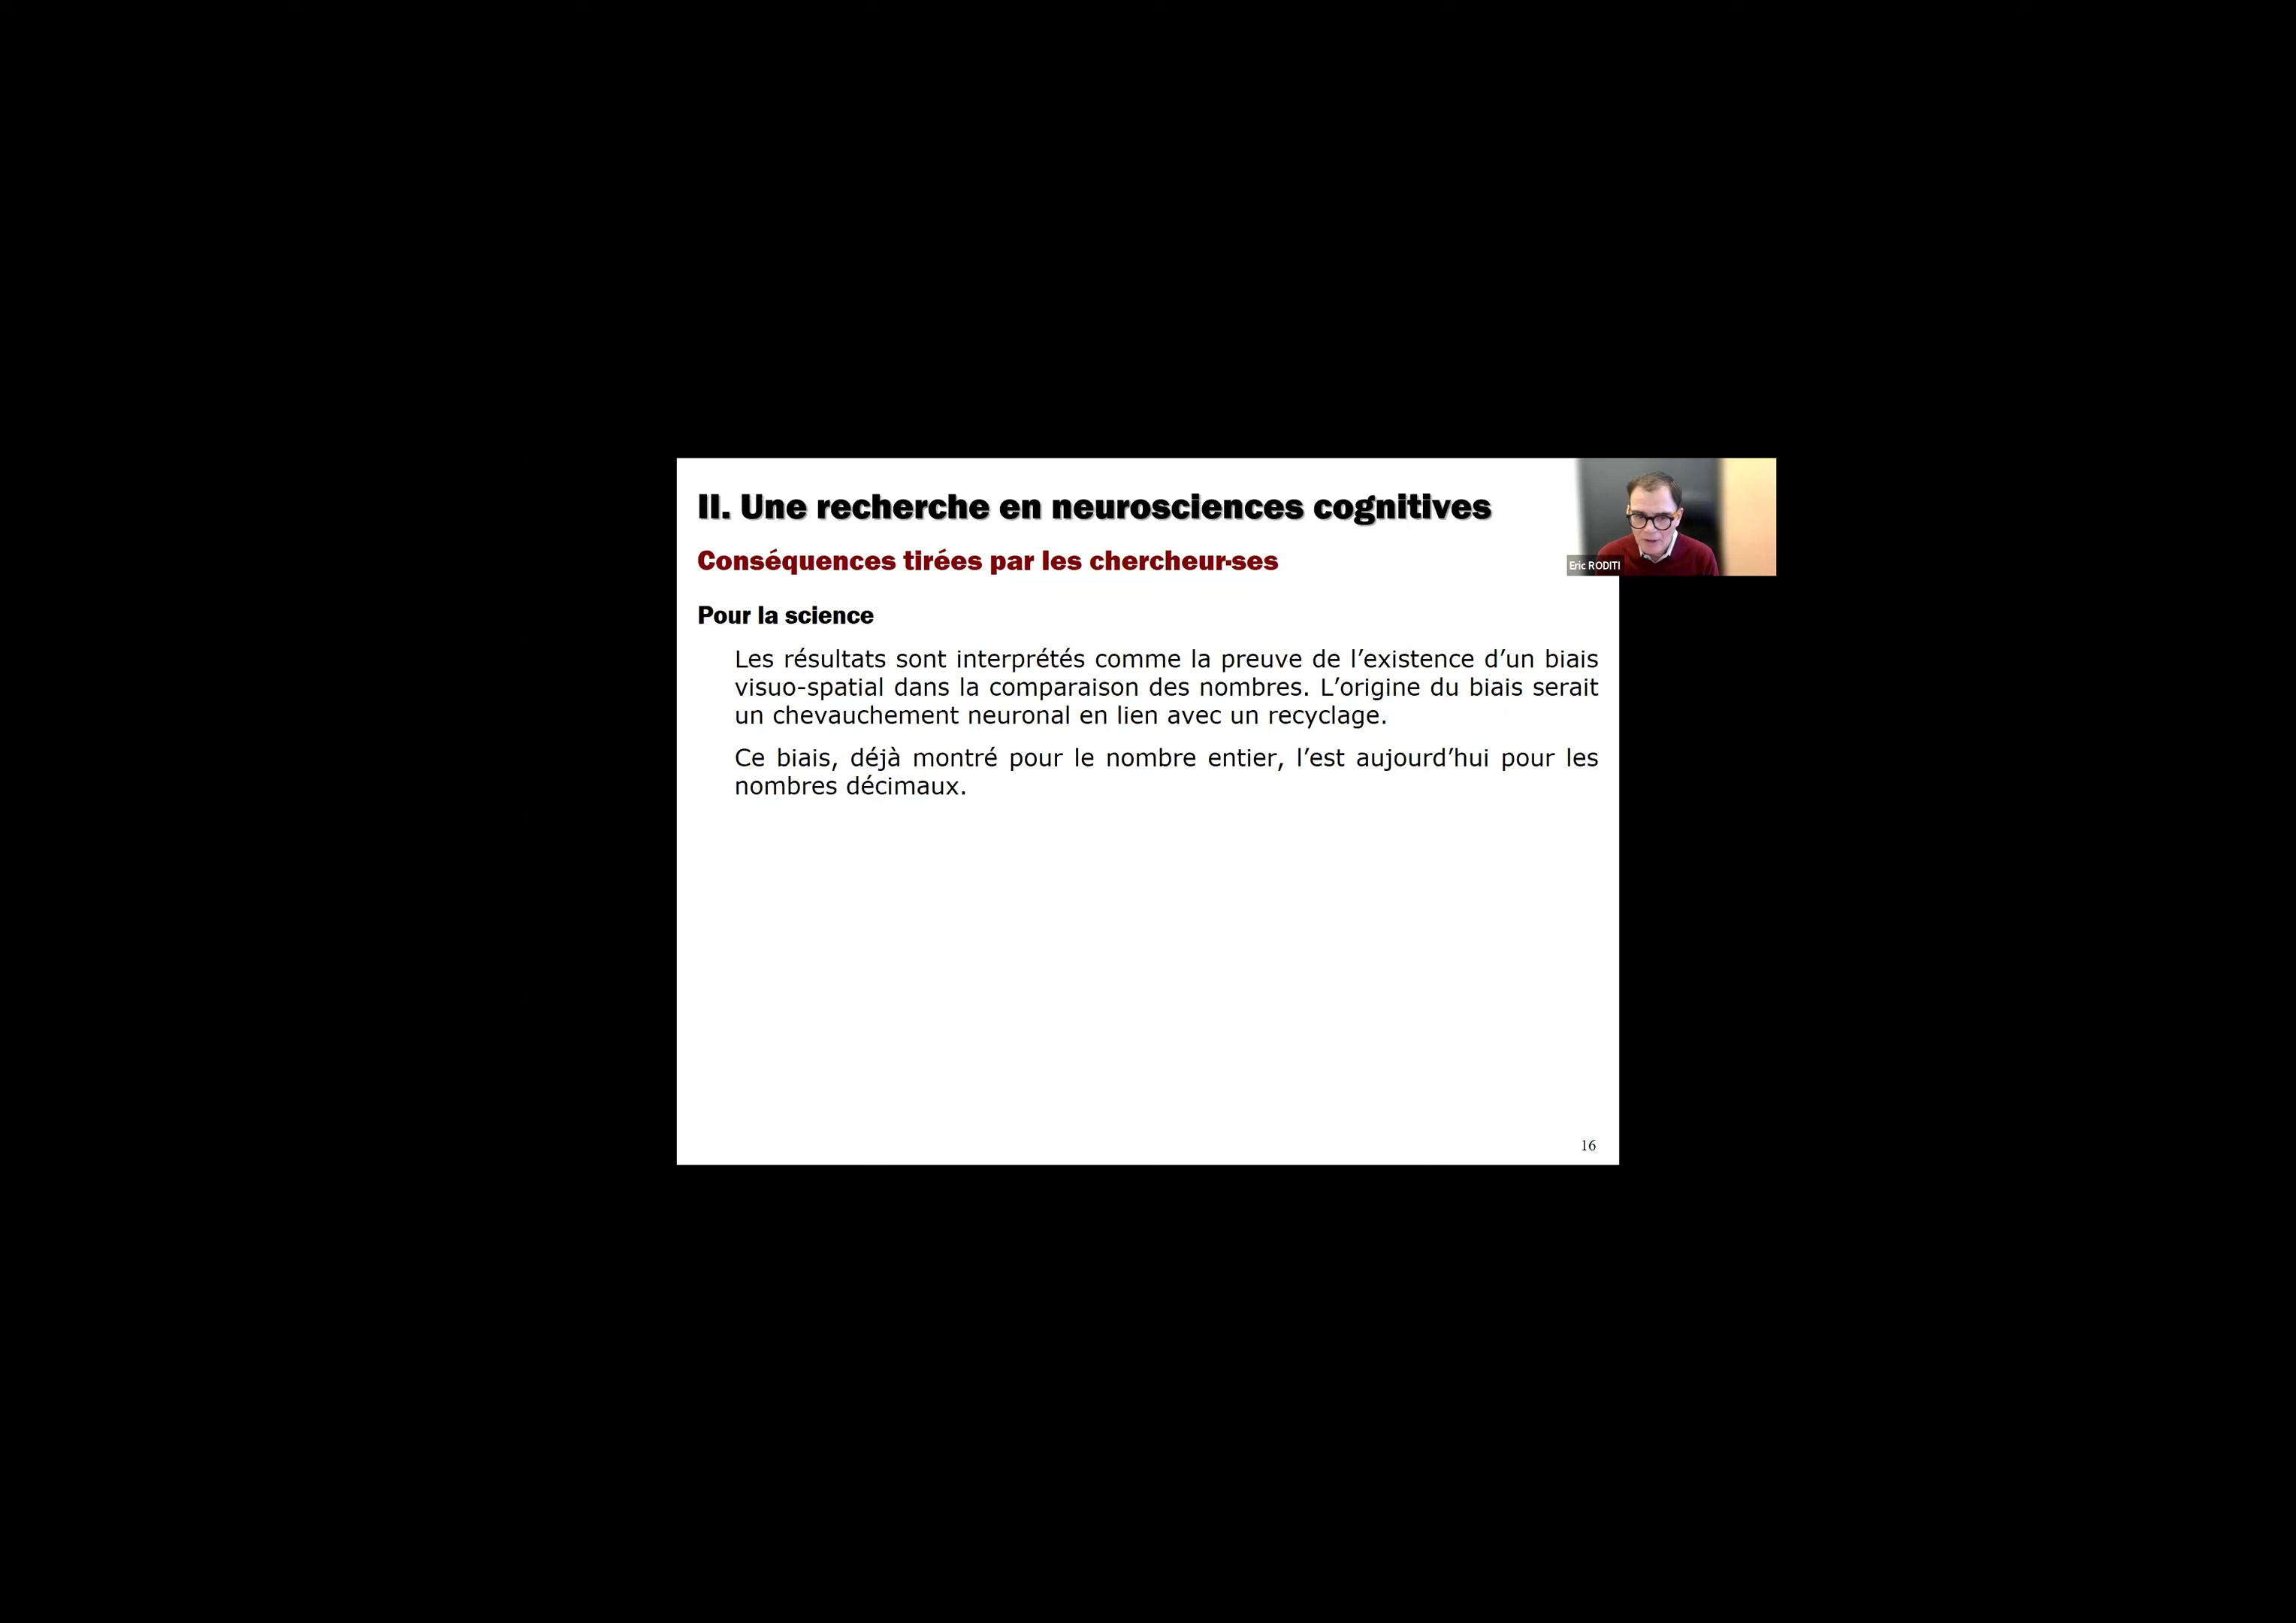 II. Une recherche en neurosciences cognitives
Conséquences tirées par les chercheur·ses
Eric RODITI
Pour la science
Les résultats sont interprétés comme la preuve de l’existence d’un biais
visuo-spatial dans la comparaison des nombres. L’origine du biais serait
un chevauchement neuronal en lien avec un recyclage.
Ce biais, déjà montré pour le nombre entier, l’est aujourd’hui pour les
nombres décimaux.
16